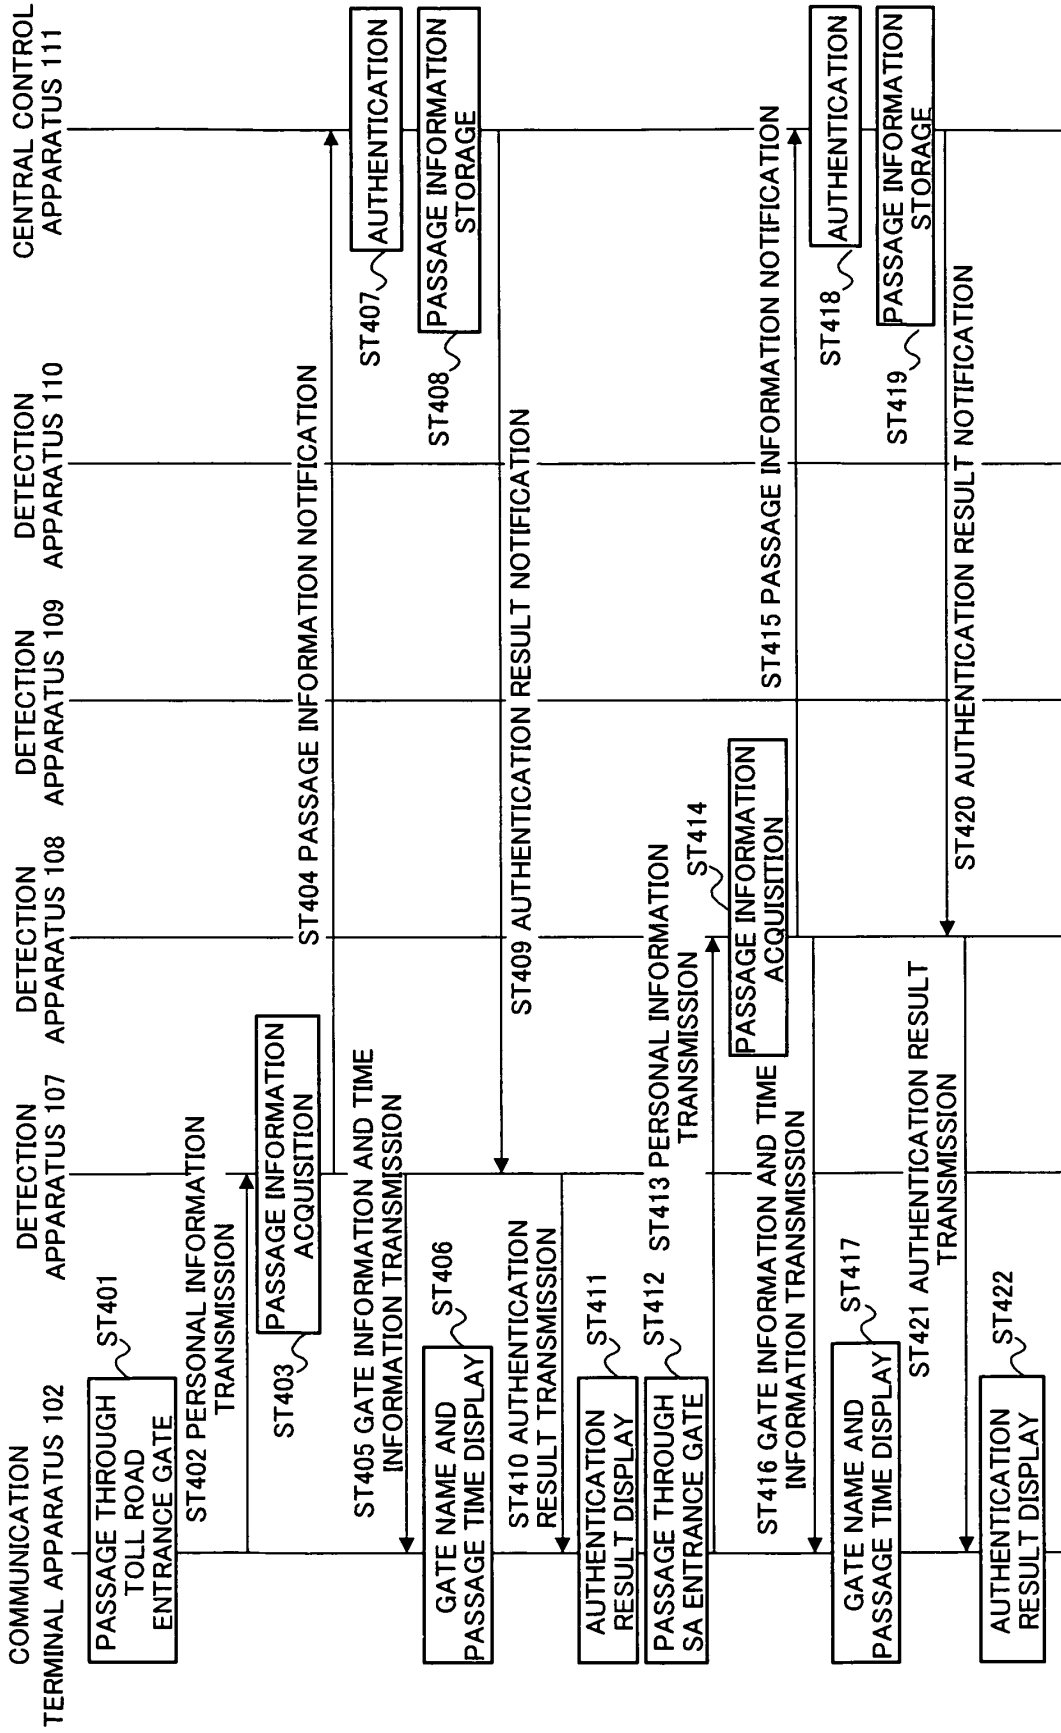 COMMUNICATION
TERMINAL APPARATUS 102
DETECTION
APPARATUS 107
DETECTION
APPARATUS 108
DETECTION
APPARATUS 109
DETECTION
APPARATUS 110
CENTRAL CONTROL
APPARATUS 111
PASSAGE THROUGH
TOLL ROAD
ENTRANCE GATE
ST401
ST402 PERSONAL INFORMATION
TRANSMISSION
PASSAGE INFORMATION
ACQUISITION
ST403
ST404 PASSAGE INFORMATION NOTIFICATION
ST405 GATE INFORMATION AND TIME
INFORMATION TRANSMISSION
GATE NAME AND
PASSAGE TIME DISPLAY
ST406
ST407
AUTHENTICATION
ST408
PASSAGE INFORMATION
STORAGE
ST409 AUTHENTICATION RESULT NOTIFICATION
ST410 AUTHENTICATION
RESULT TRANSMISSION
AUTHENTICATION
RESULT DISPLAY
ST411
PASSAGE THROUGH
SA ENTRANCE GATE
ST412
ST413 PERSONAL INFORMATION
TRANSMISSION
ST414
PASSAGE INFORMATION
ACQUISITION
ST415 PASSAGE INFORMATION NOTIFICATION
ST416 GATE INFORMATION AND TIME
INFORMATION TRANSMISSION
GATE NAME AND
PASSAGE TIME DISPLAY
ST417
ST418
AUTHENTICATION
ST419
PASSAGE INFORMATION
STORAGE
ST420 AUTHENTICATION RESULT NOTIFICATION
ST421 AUTHENTICATION RESULT
TRANSMISSION
AUTHENTICATION
RESULT DISPLAY
ST422